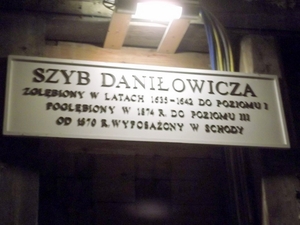 SZYB DANIŁOWICZA
ZGŁĘBIONY W LATACH 1635-1642 DO POZIOMU I
POGŁĘBIONY W 1874 R. DO POZIOMU III
OD 1870 R. WYPOSAŻONY W SCHODY